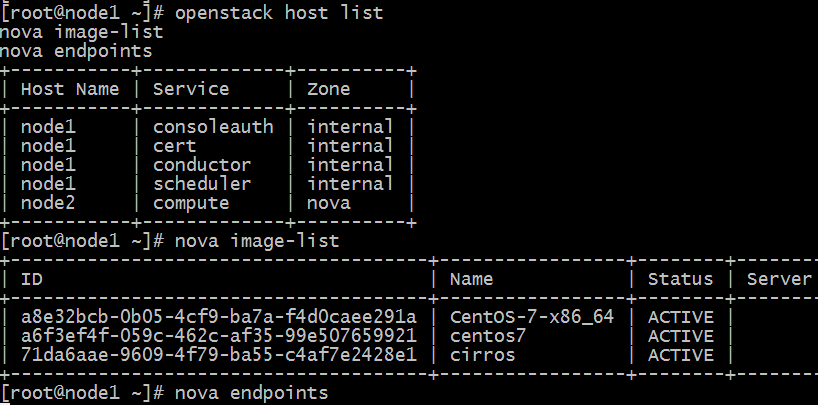 [root@node1 ~]# openstack host list
nova image-list
nova endpoints
+-----------+-------------+----------+
| Host Name | Service     | Zone     |
+-----------+-------------+----------+
| node1     | consoleauth | internal |
| node1     | cert        | internal |
| node1     | conductor   | internal |
| node1     | scheduler   | internal |
| node2     | compute     | nova     |
+-----------+-------------+----------+
[root@node1 ~]# nova image-list
+--------------------------------------+-----------------+--------+-------
| ID                                   | Name            | Status | Server
+--------------------------------------+-----------------+--------+-------
| a8e32bcb-0b05-4cf9-ba7a-f4d0caee291a | CentOS-7-x86_64 | ACTIVE |
| a6f3ef4f-059c-462c-af35-99e507659921 | centos7         | ACTIVE |
| 71da6aae-9609-4f79-ba55-c4af7e2428e1 | cirros          | ACTIVE |
+--------------------------------------+-----------------+--------+-------
[root@node1 ~]# nova endpoints